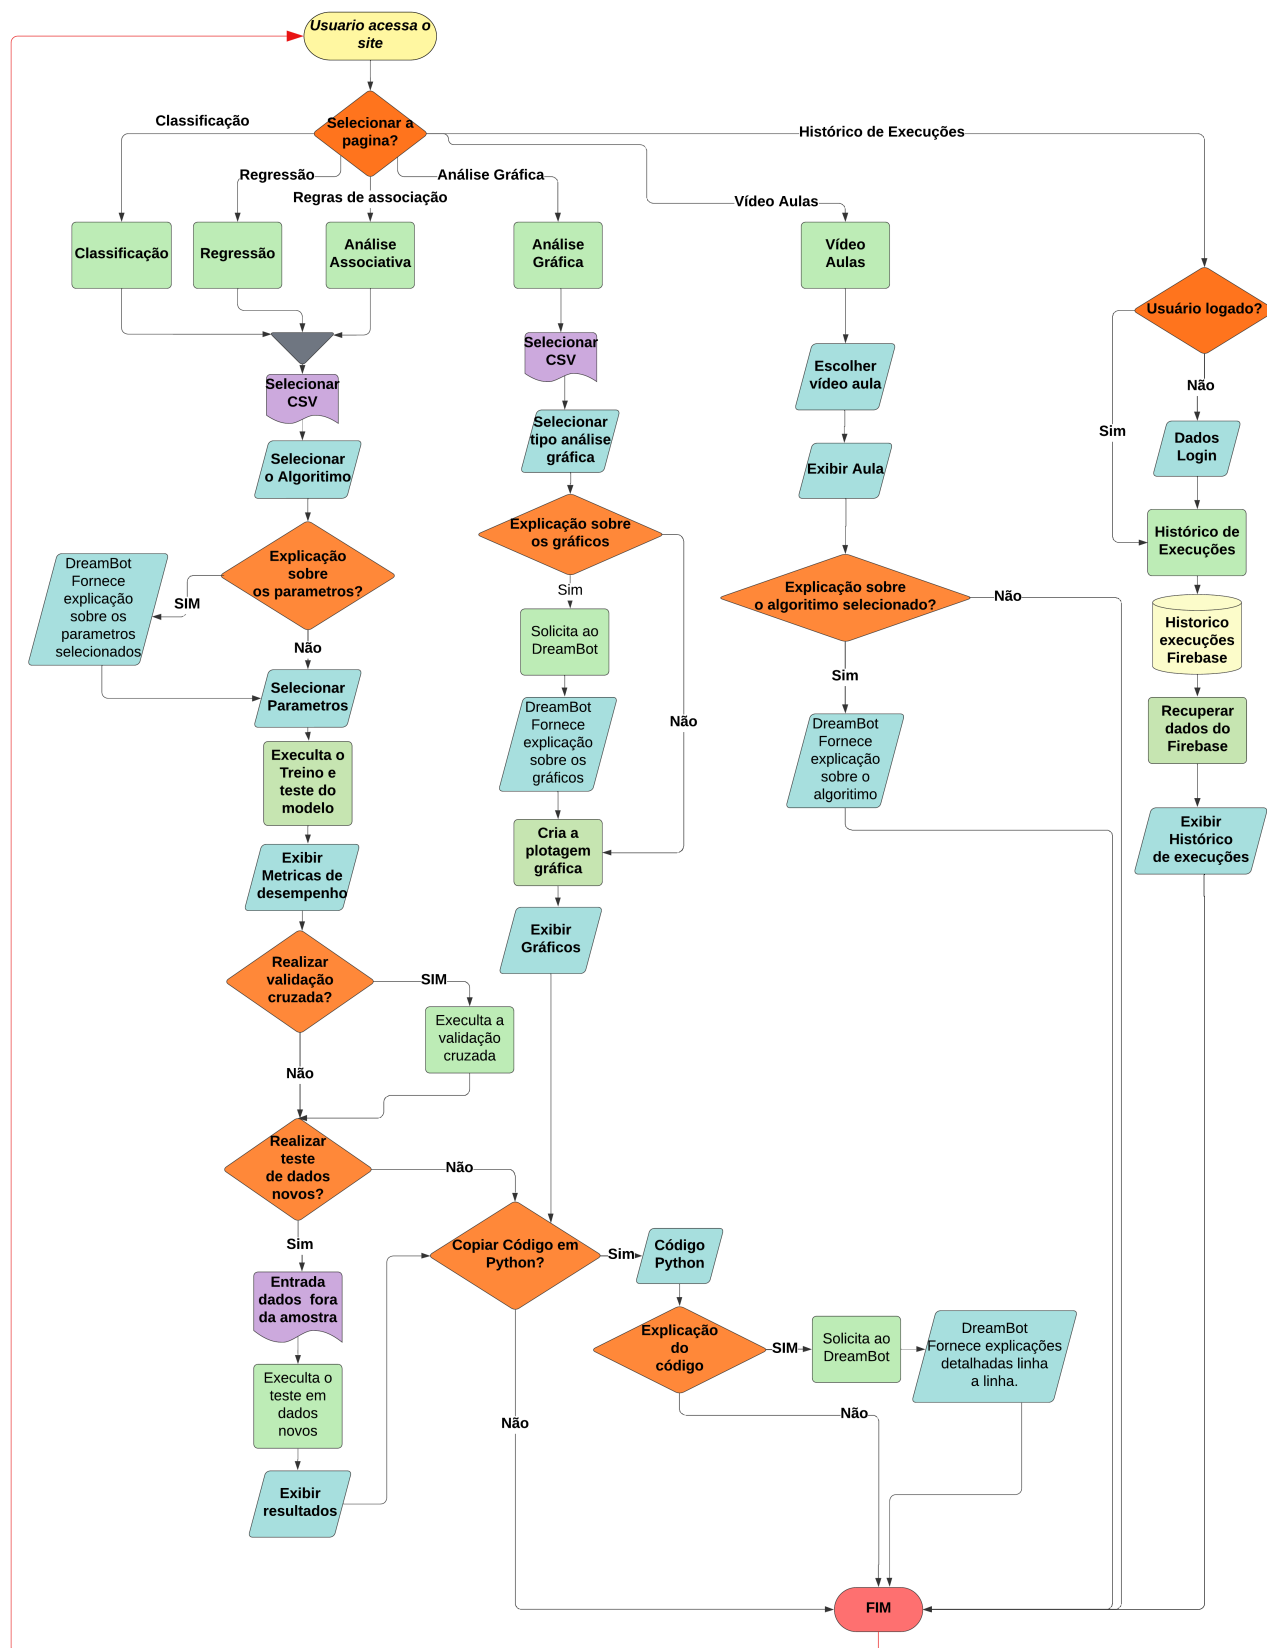 Usuario acessa o
site
Selecionar a
pagina?
Classificação
Histórico de Execuções
Regressão
Análise Gráfica
Regras de associação
Vídeo Aulas
Classificação
Regressão
Análise
Associativa
Análise
Gráfica
Vídeo
Aulas
Usuário logado?
Selecionar
CSV
Selecionar
CSV
Escolher
vídeo aula
Não
Sim
Dados
Login
Selecionar
tipo análise
gráfica
Selecionar
o Algoritimo
Exibir Aula
Explicação sobre
os gráficos
Histórico de
Execuções
Explicação
sobre
os parametros?
DreamBot
Fornece
explicação
sobre os
parametros
selecionados
SIM
Sim
Explicação sobre
o algoritimo selecionado?
Não
Historico
execuções
Firebase
Solicita ao
DreamBot
Não
Sim
Selecionar
Parametros
DreamBot
Fornece
explicação
sobre os
gráficos
Não
DreamBot
Fornece
explicação
sobre o
algoritimo
Recuperar
dados do
Firebase
Execulta o
Treino e
teste do
modelo
Cria a
plotagem
gráfica
Exibir
Histórico
de execuções
Exibir
Metricas de
desempenho
Exibir
Gráficos
Realizar
validação
cruzada?
SIM
Execulta a
validação
cruzada
Não
Realizar
teste
de dados
novos?
Não
Sim
Copiar Código em
Python?
Sim
Código
Python
Entrada
dados  fora
da amostra
Explicação
do
código
SIM
Solicita ao
DreamBot
DreamBot
Fornece explicações
detalhadas linha
a linha.
Execulta o
teste em
dados
novos
Não
Não
Exibir
resultados
FIM